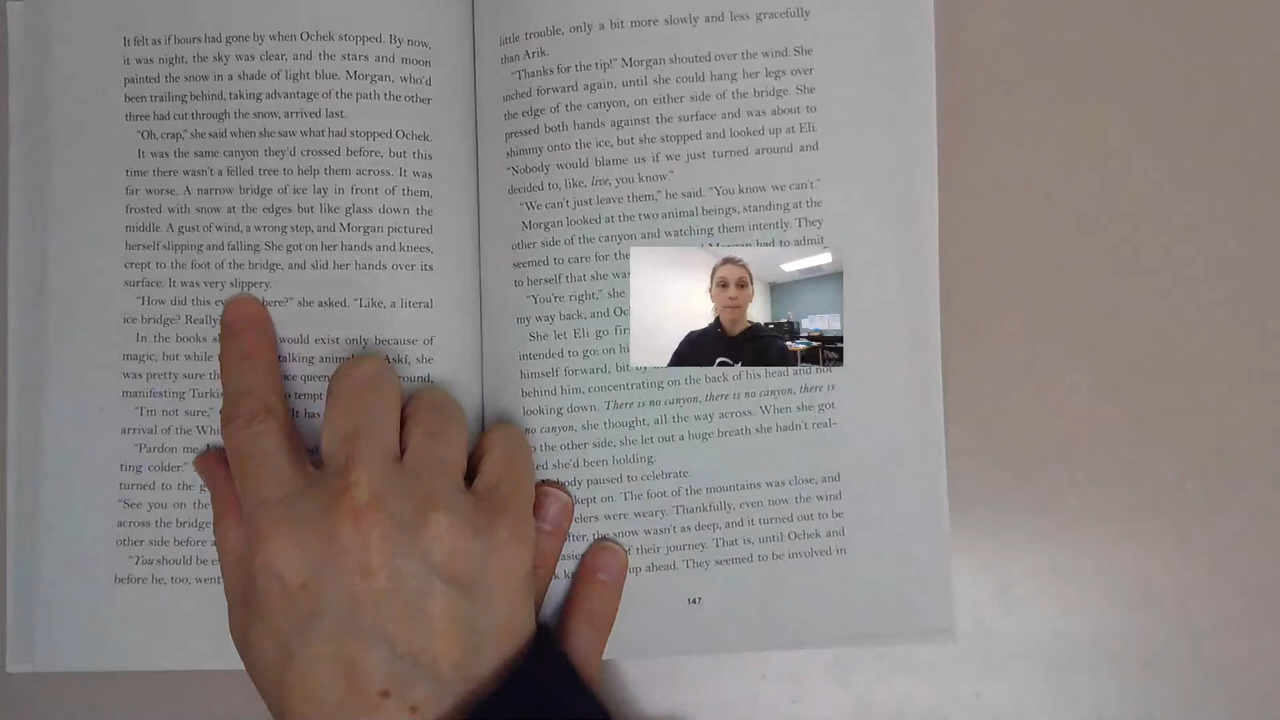 It felt as if hours had gone by when Ochek stopped. By now,
it was night, the sky was clear, and the stars and moon
painted the snow in a shade of light blue. Morgan, who'd
been trailing behind, taking advantage of the path the other
three had cut through the snow, arrived last.
"Oh, crap," she said when she saw what had stopped Ochek.
It was the same canyon they'd crossed before, but this
time there wasn't a felled tree to help them across. It was
far worse. A narrow bridge of ice lay in front of them,
frosted with snow at the edges but like glass down the
middle. A gust of wind, a wrong step, and Morgan pictured
herself slipping and falling. She got on her hands and knees,
crept to the foot of the bridge, and slid her hands over its
surface. It was very slippery.
"How did this here?" she asked. "Like, a literal
ice bridge? Really
In the books would exist only because of
magic, but while talking Askí, she
was pretty sure ice queen
manifesting tempt
"I'm not sure," "It has
arrival of the
"Pardon me
ting colder."
turned to the
"See you on the
across the bridge
other side before
"You should be
before he, too, went
little trouble, only a bit more slowly and less gracefully
than Arik.
"Thanks for the tip!" Morgan shouted over the wind. She
inched forward again, until she could hang her legs over
the edge of the canyon, on either side of the bridge. She
pressed both hands against the surface and was about to
shimmy onto the ice, but she stopped and looked up at Eli.
"Nobody would blame us if we just turned around and
decided to, like, live, you know."
"We can't just leave them," he said. "You know we can't."
Morgan looked at the two animal beings, standing at the
other side of the canyon and watching them intently. They
seemed to care for the Morgan had to admit
to herself that she
"You're right," she
my way back, and
She let Eli go
intended to go: on
himself forward, bit
behind him, concentrating on the back of his head and not
looking down. There is no canyon, there is no canyon, there is
no canyon, she thought, all the way across. When she got
the other side, she let out a huge breath she hadn't real-
she'd been holding.
paused to celebrate.
kept on. The foot of the mountains was close, and
were weary. Thankfully, even now the wind
the snow wasn't as deep, and it turned out to be
of their journey. That is, until Ochek and
up ahead. They seemed to be involved in
147